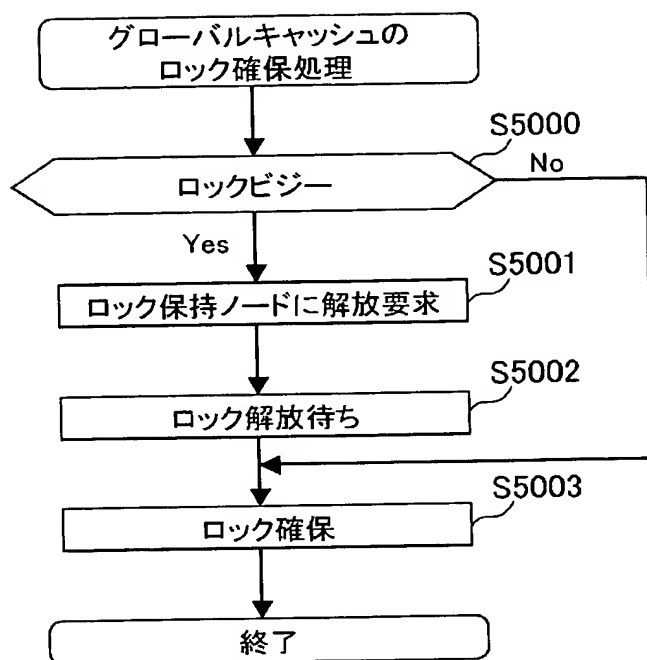 グローバルキャッシュの
ロック確保処理
S5000
ロックビジー
No
Yes
S5001
ロック保持ノードに解放要求
S5002
ロック解放待ち
S5003
ロック確保
終了